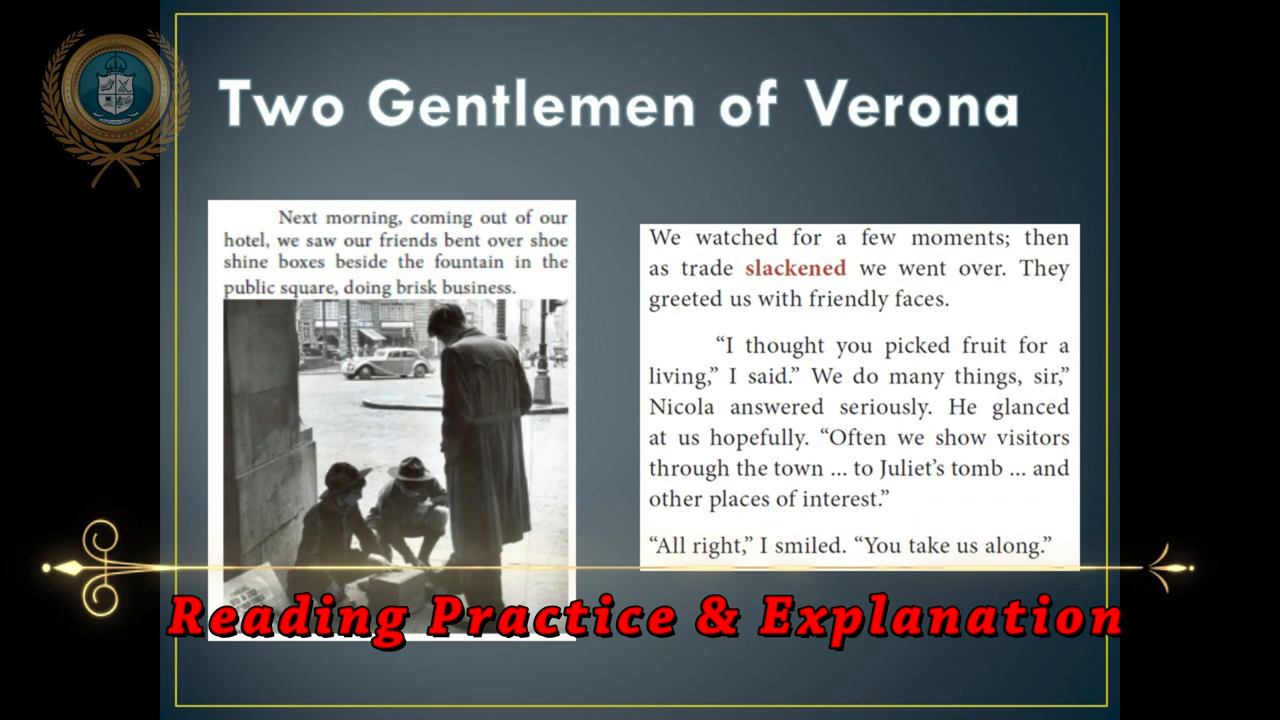 Two Gentlemen of Verona
Next morning, coming out of our
hotel, we saw our friends bent over shoe
shine boxes beside the fountain in the
public square, doing brisk business.
We watched for a few moments; then
as trade slackened we went over. They
greeted us with friendly faces.
“I thought you picked fruit for a
living,” I said.” We do many things, sir,”
Nicola answered seriously. He glanced
at us hopefully. “Often we show visitors
through the town ... to Juliet’s tomb ... and
other places of interest.”
“All right,” I smiled. “You take us along.”
Reading Practice & Explanation